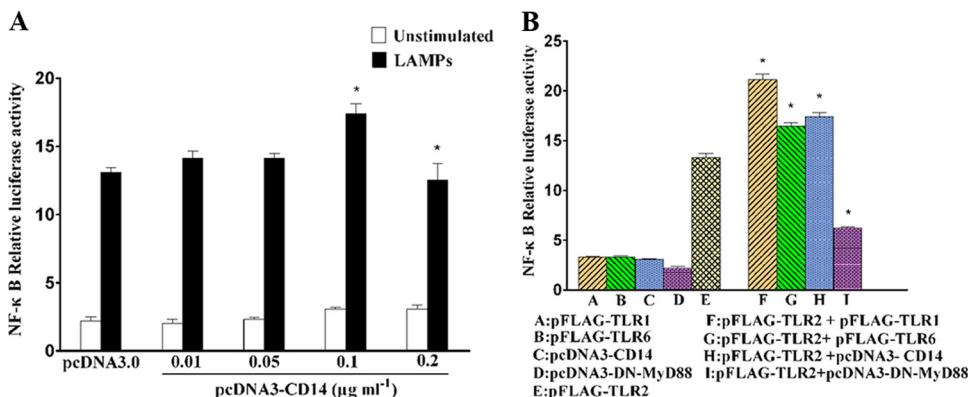 A
Unstimulated
LAMPs
NF-κ B Relative luciferase activity
20
15
10
5
0
*
*
pcDNA3.0 0.01 0.05 0.1 0.2
pcDNA3-CD14 (µg ml-1)
B
NF-κ B Relative luciferase activity
25
20
15
10
5
0
*
*
*
*
A B C D E F G H I
A:pFLAG-TLR1
B:pFLAG-TLR6
C:pcDNA3-CD14
D:pcDNA3-DN-MyD88
E:pFLAG-TLR2
F:pFLAG-TLR2 + pFLAG-TLR1
G:pFLAG-TLR2+ pFLAG-TLR6
H:pFLAG-TLR2 +pcDNA3- CD14
I:pFLAG-TLR2+pcDNA3-DN-MyD88